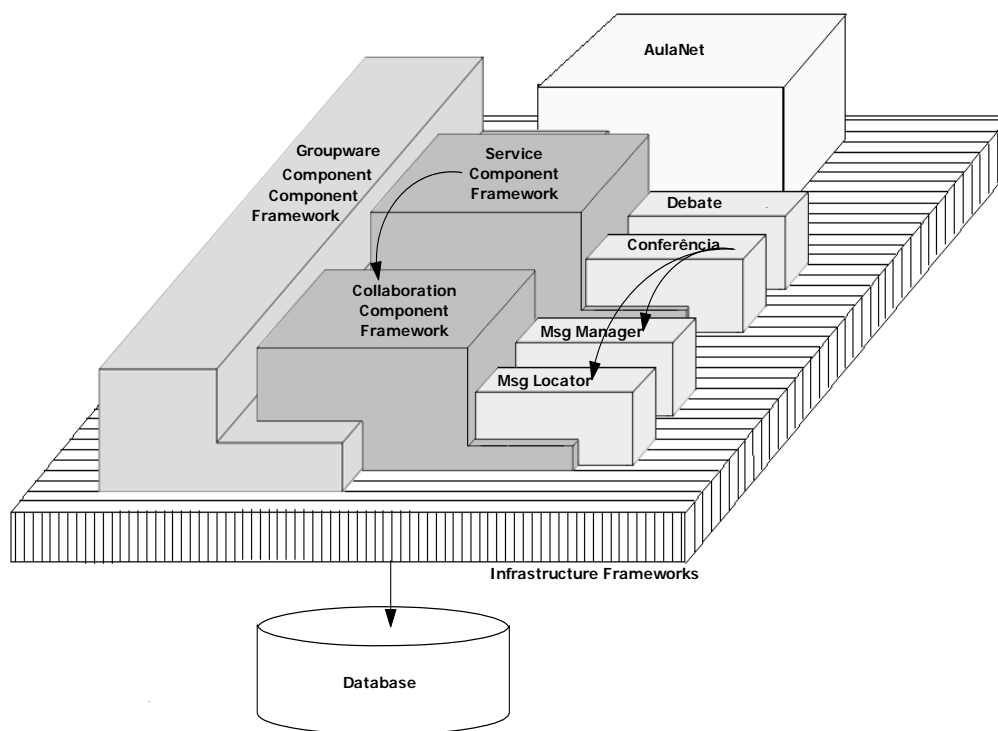 AulaNet
Groupware
Component
Component
Framework
Service
Component
Framework
Debate
Conferência
Collaboration
Component
Framework
Msg Manager
Msg Locator
Infrastructure Frameworks
Database